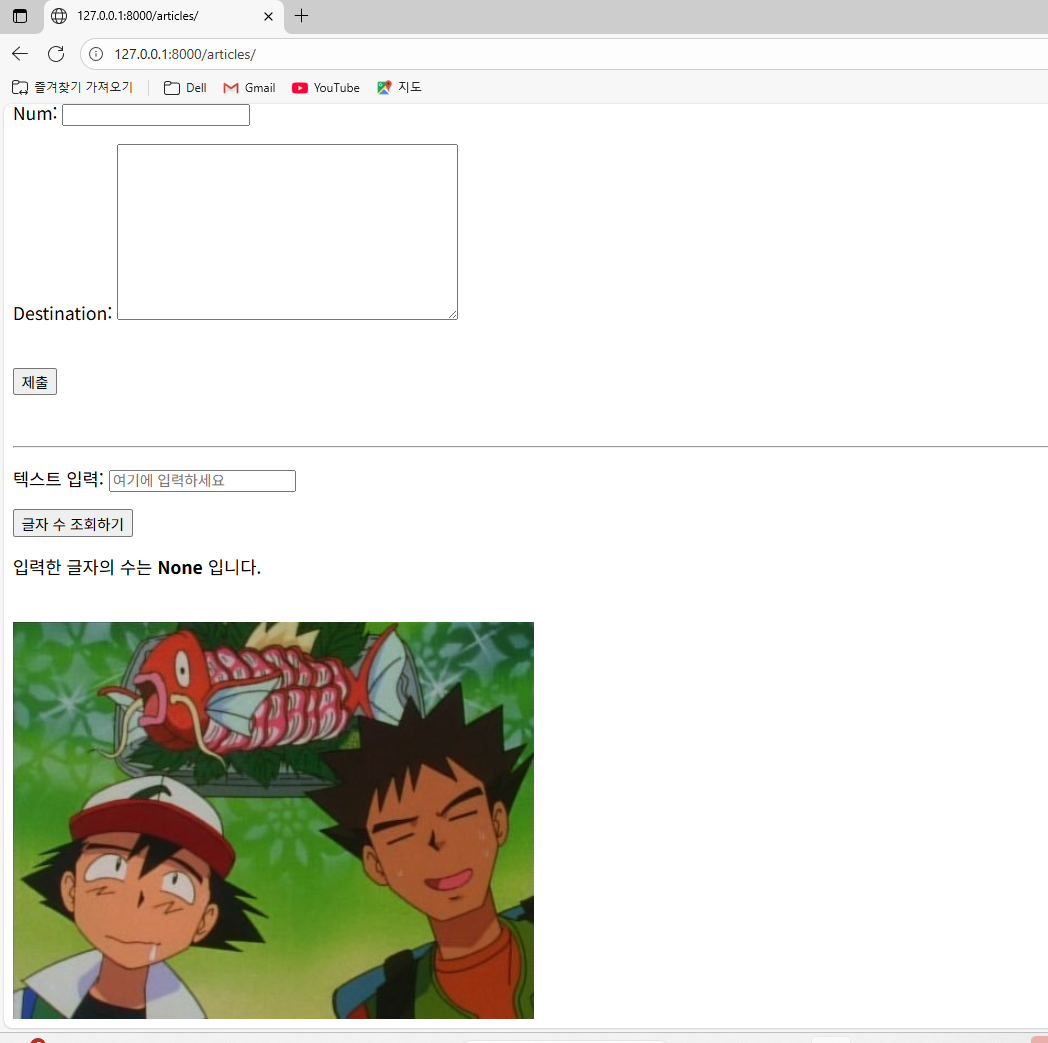 127.0.0.1:8000/articles/
127.0.0.1:8000/articles/
즐겨찾기 가져오기 Dell Gmail YouTube 지도
Num:
Destination:
제출
텍스트 입력: 여기에 입력하세요
글자 수 조회하기
입력한 글자의 수는 None 입니다.